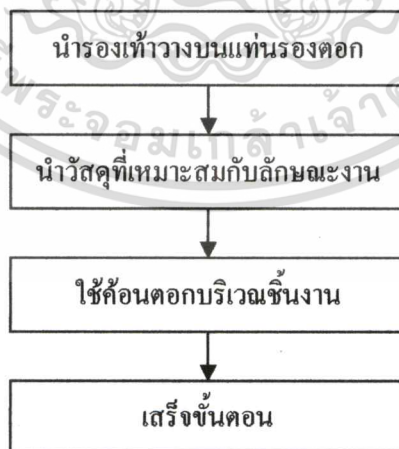 นำรองเท้าวางบนแท่นรองตอก
นำวัสดุที่เหมาะสมกับลักษณะงาน
ใช้ค้อนตอกบริเวณชิ้นงาน
เสร็จขั้นตอน